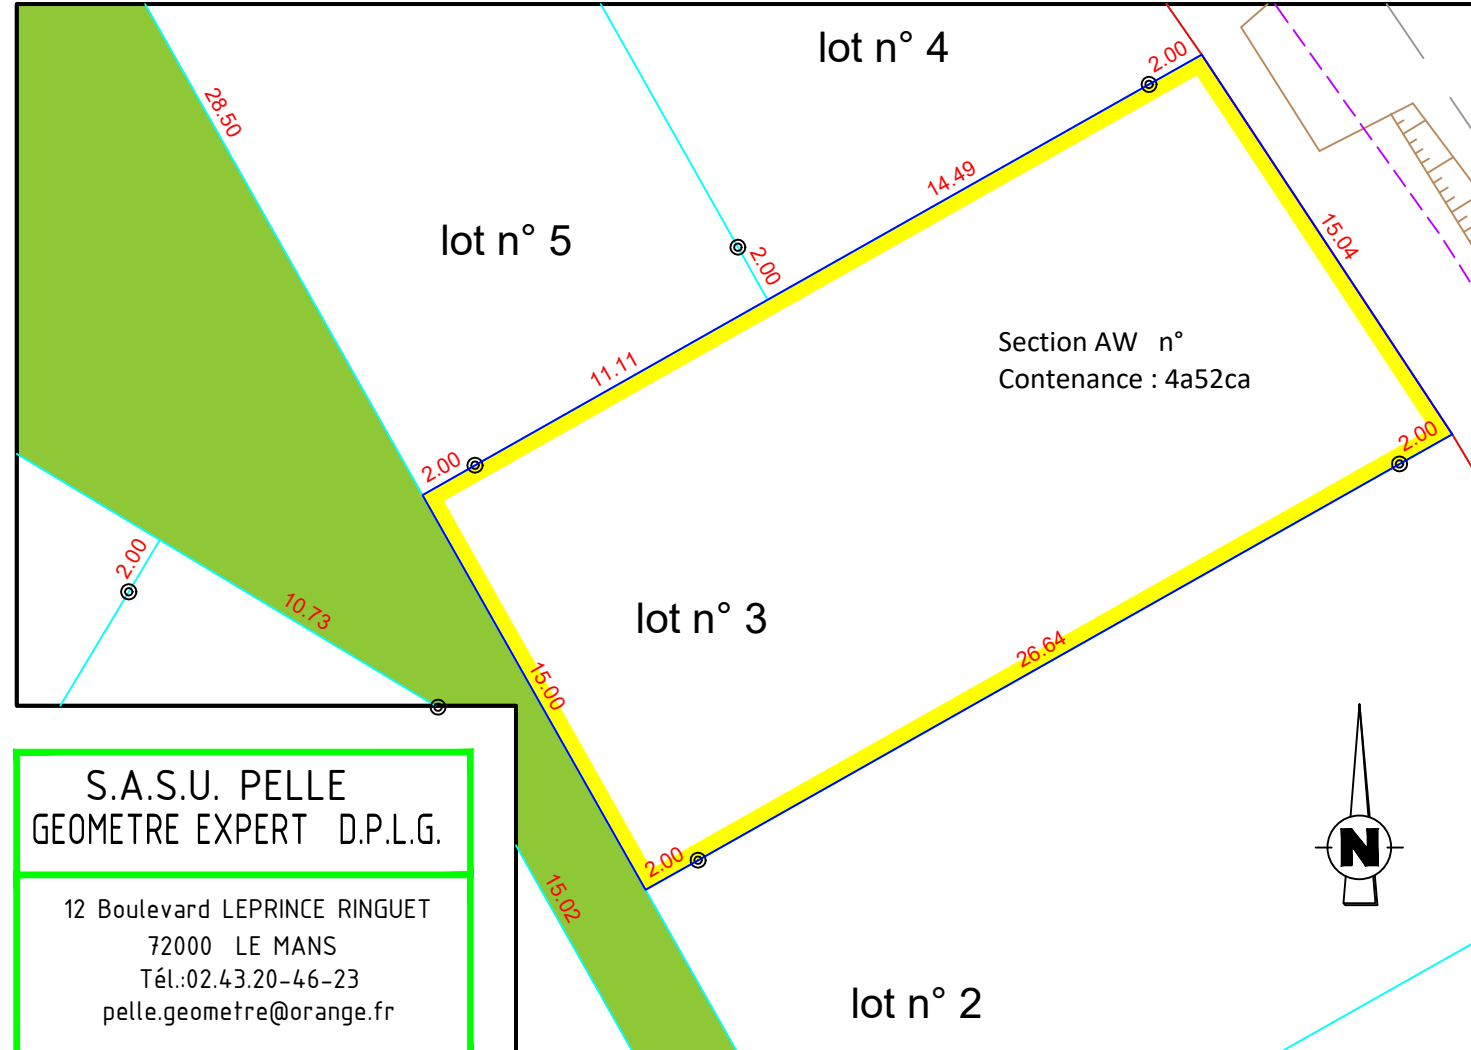 lot n° 4
2.00
28.50
14.49
lot n° 5
2.00
15.04
Section AW n°
Contenance : 4a52ca
11.11
2.00
2.00
2.00
10.73
lot n° 3
26.64
15.00
S.A.S.U. PELLE
GEOMETRE EXPERT D.P.L.G.
N
2.00
15.02
12 Boulevard LEPRINCE RINGUET
72000 LE MANS
Tél.:02.43.20-46-23
pelle.geometre@orange.fr
lot n° 2